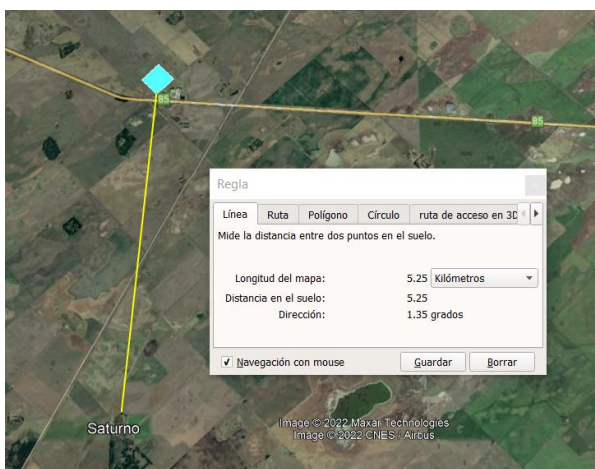 85
85
Regla
Línea Ruta Polígono Círculo ruta de acceso en 3D
Mide la distancia entre dos puntos en el suelo.
Longitud del mapa: 5.25 Kilómetros
Distancia en el suelo: 5.25
Dirección: 1.35 grados
Navegación con mouse Guardar Borrar
Saturno
Image © 2022 Maxar Technologies
Image © 2022 CNES / Airbus